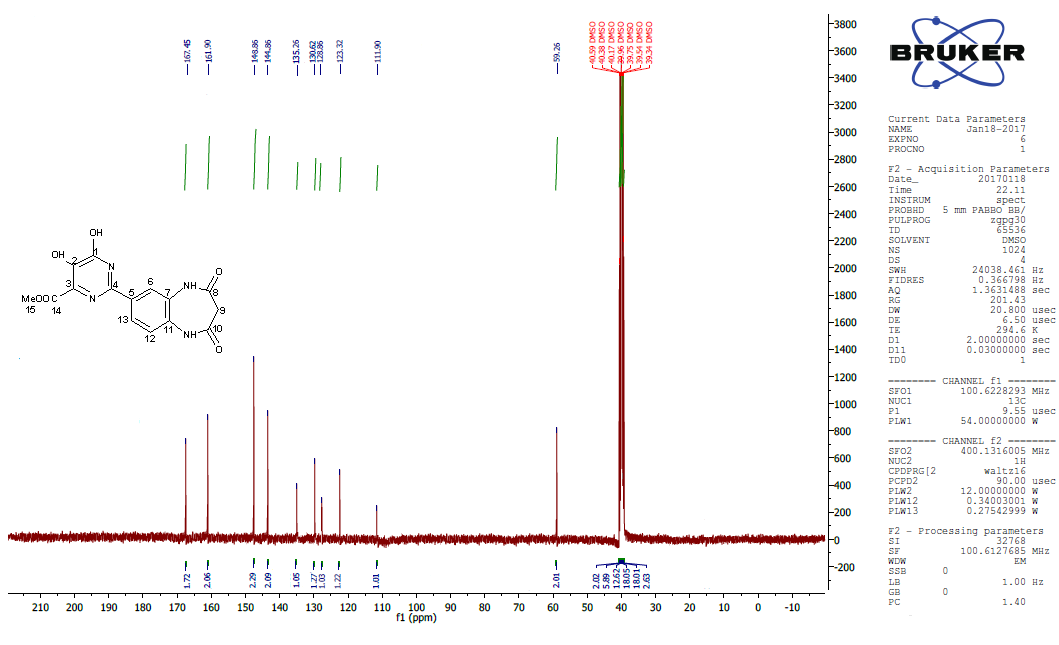 167.45
161.90
148.86
144.86
135.26
130.62
128.86
123.32
111.90
59.26
40.59 DMSO
40.38 DMSO
40.17 DMSO
39.96 DMSO
39.75 DMSO
39.54 DMSO
39.34 DMSO
3800
3600
3400
3200
3000
2800
2600
2400
2200
2000
1800
1600
1400
1200
1000
800
600
400
200
0
-200
OH
OH
1
2
N
3
4
N
MeOOC
15
14
5
6
7
13
12
11
NH
8
O
9
10
NH
O
1.72
2.06
2.29
2.09
1.05
1.27
1.03
1.22
1.01
2.01
2.02
5.89
12.62
18.05
18.01
2.63
210 200 190 180 170 160 150 140 130 120 110 100 90 80 70 60 50 40 30 20 10 0 -10
f1 (ppm)
BRUKER
Current Data Parameters
NAME Jan18-2017
EXPNO 6
PROCNO 1
F2 - Acquisition Parameters
Date_ 20170118
Time 22.11
INSTRUM spect
PROBHD 5 mm PABBO BB/
PULPROG zgpg30
TD 65536
SOLVENT DMSO
NS 1024
DS 4
SWH 24038.461 Hz
FIDRES 0.366798 Hz
AQ 1.3631488 sec
RG 201.43
DW 20.800 usec
DE 6.50 usec
TE 294.6 K
D1 2.00000000 sec
D11 0.03000000 sec
TD0 1
======== CHANNEL f1 ========
SFO1 100.6228293 MHz
NUC1 13C
P1 9.55 usec
PLW1 54.00000000 W
======== CHANNEL f2 ========
SFO2 400.1316005 MHz
NUC2 1H
CPDPRG[2 waltz16
PCPD2 90.00 usec
PLW2 12.00000000 W
PLW12 0.34003001 W
PLW13 0.27542999 W
F2 - Processing parameters
SI 32768
SF 100.6127685 MHz
WDW EM
SSB 0
LB 1.00 Hz
GB 0
PC 1.40